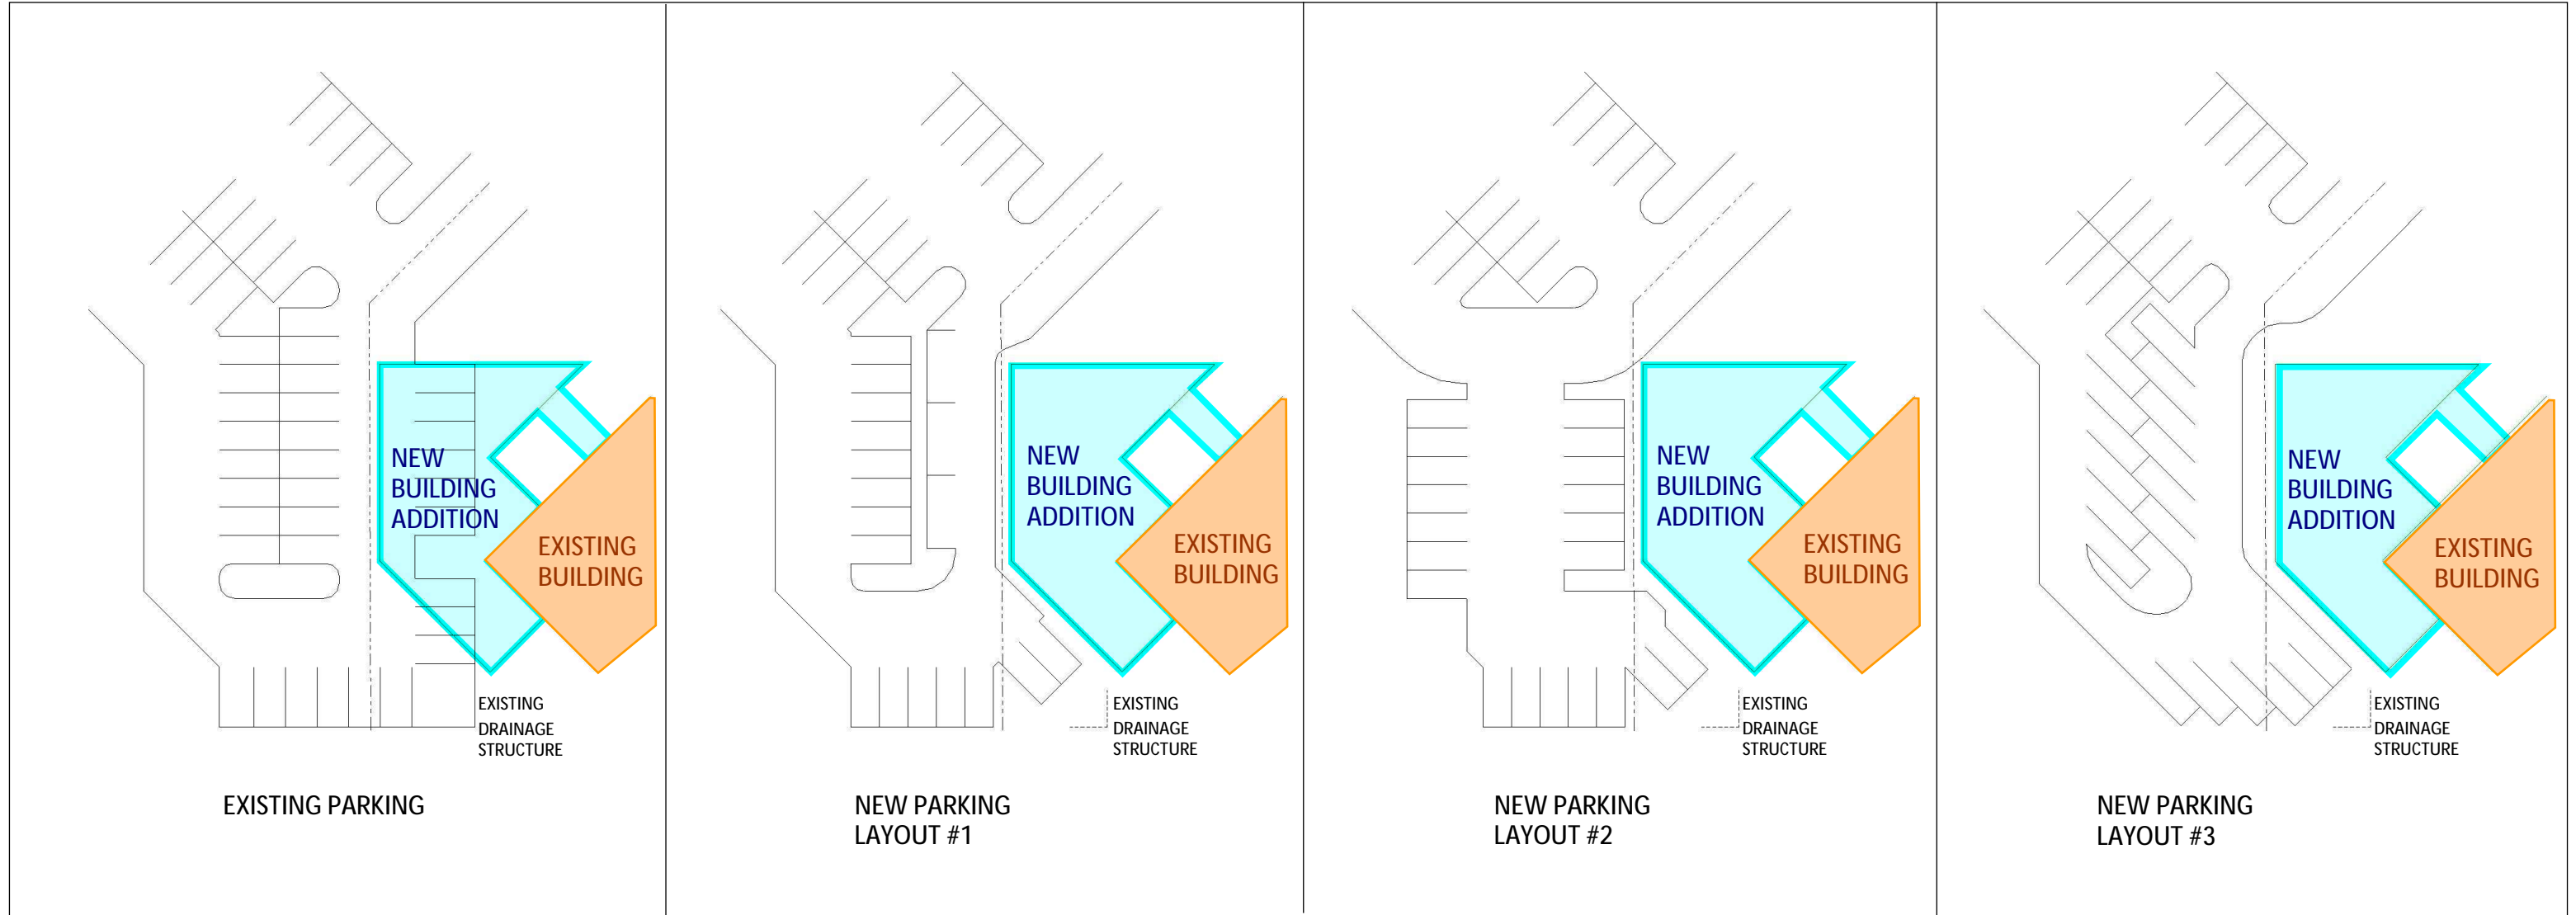 NEW
BUILDING
ADDITION
EXISTING
BUILDING
EXISTING
DRAINAGE
STRUCTURE
EXISTING PARKING
NEW
BUILDING
ADDITION
EXISTING
BUILDING
EXISTING
DRAINAGE
STRUCTURE
NEW PARKING
LAYOUT #1
NEW
BUILDING
ADDITION
EXISTING
BUILDING
EXISTING
DRAINAGE
STRUCTURE
NEW PARKING
LAYOUT #2
NEW
BUILDING
ADDITION
EXISTING
BUILDING
EXISTING
DRAINAGE
STRUCTURE
NEW PARKING
LAYOUT #3